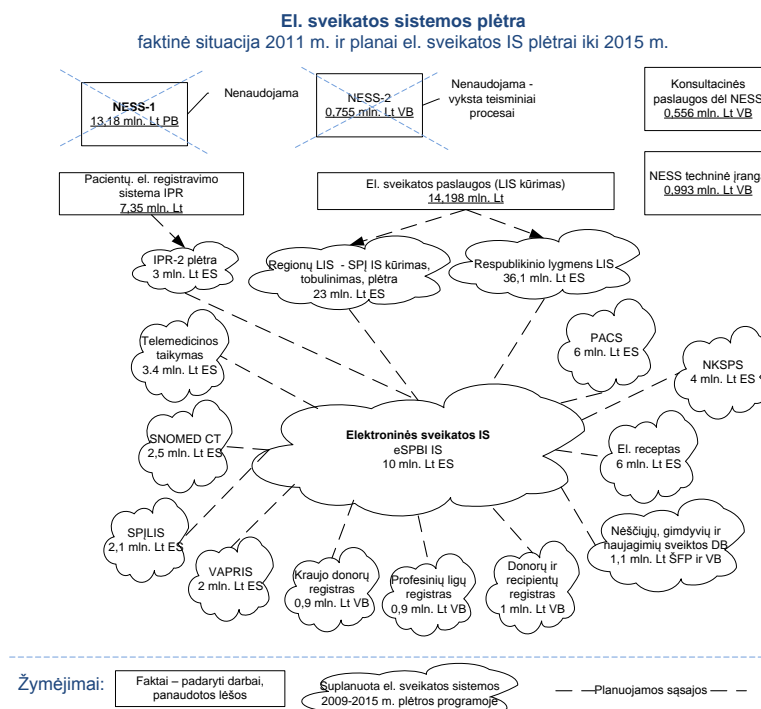 El. sveikatos sistemos plėtra
faktinė situacija 2011 m. ir planai el. sveikatos IS plėtrai iki 2015 m.
NESS-1
13,18 mln. Lt PB
Nenaudojama
NESS-2
0,755 mln. Lt VB
Nenaudojama -
vyksta teisminiai
procesai
Konsultacinės
paslaugos dėl NESS
0,556 mln. Lt VB
Pacientų. el. registravimo
sistema IPR
7,35 mln. Lt
El. sveikatos paslaugos (LIS kūrimas)
14,198 mln. Lt
NESS techninė įranga
0,993 mln. Lt VB
IPR-2 plėtra
3 mln. Lt ES
Regionų LIS - SPĮ IS kūrimas,
tobulinimas, plėtra
23 mln. Lt ES
Respublikinio lygmens LIS
36,1 mln. Lt ES
Telemedicinos
taikymas
3.4 mln. Lt ES
PACS
6 mln. Lt ES
NKSPS
4 mln. Lt ES
SNOMED CT
2,5 mln. Lt ES
Elektroninės sveikatos IS
eSPBI IS
10 mln. Lt ES
El. receptas
6 mln. Lt ES
SPĮLIS
2,1 mln. Lt ES
VAPRIS
2 mln. Lt ES
Kraujo donorų
registras
0,9 mln. Lt VB
Profesinių ligų
registras
0,9 mln. Lt VB
Donorų ir
recipientų
registras
1 mln. Lt VB
Nėščiųjų, gimdyvių ir
naujagimių sveiktos DB
1,1 mln. Lt ŠFP ir VB
Žymėjimai:
Faktai – padaryti darbai,
panaudotos lėšos
Suplanuota el. sveikatos sistemos
2009-2015 m. plėtros programoje
Planuojamos sąsajos